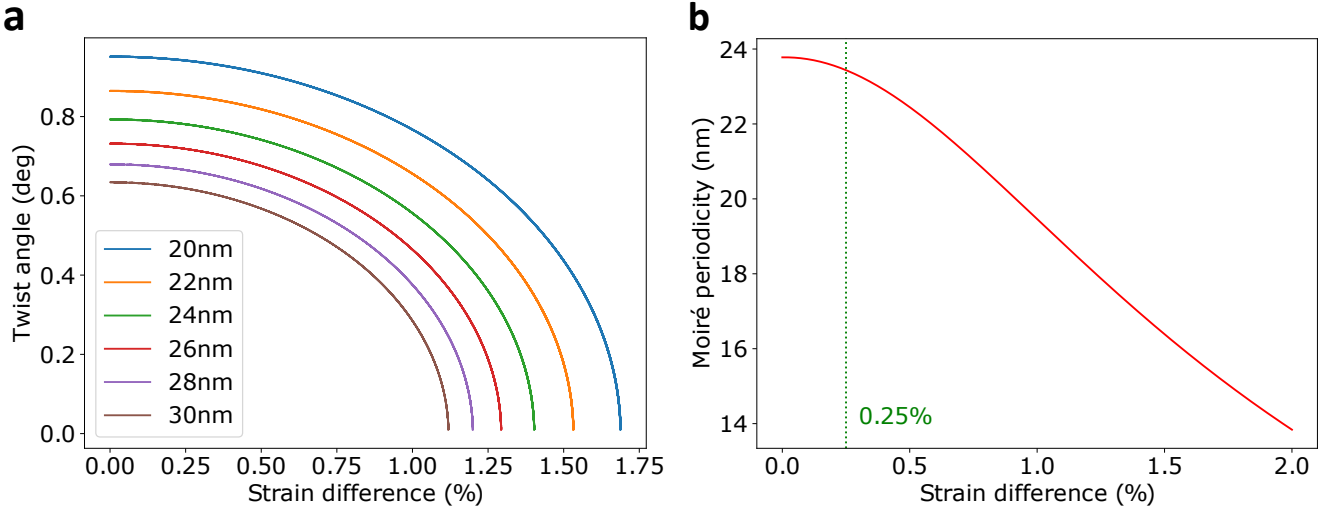 a
Twist angle (deg)
0.8
0.6
0.4
0.2
0.0
20nm
22nm
24nm
26nm
28nm
30nm
0.00 0.25 0.50 0.75 1.00 1.25 1.50 1.75
Strain difference (%)
b
Moiré periodicity (nm)
24
22
20
18
16
14
0.25%
0.0 0.5 1.0 1.5 2.0
Strain difference (%)